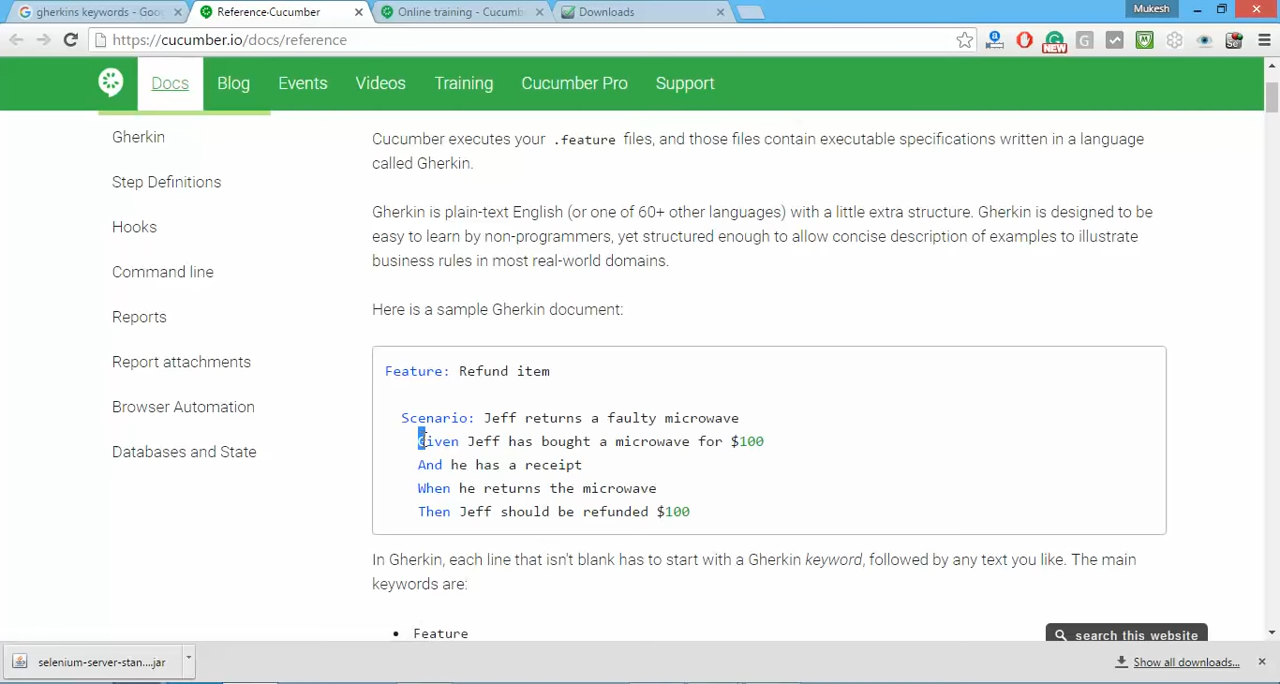 gherkins keywords - Goo
Reference·Cucumber
Online training - Cucumb
Downloads
Mukesh
https://cucumber.io/docs/reference
NEW
Docs
Blog
Events
Videos
Training
Cucumber Pro
Support
Gherkin
Step Definitions
Hooks
Command line
Reports
Report attachments
Browser Automation
Databases and State
Cucumber executes your .feature files, and those files contain executable specifications written in a language
called Gherkin.
Gherkin is plain-text English (or one of 60+ other languages) with a little extra structure. Gherkin is designed to be
easy to learn by non-programmers, yet structured enough to allow concise description of examples to illustrate
business rules in most real-world domains.
Here is a sample Gherkin document:
Feature: Refund item
Scenario: Jeff returns a faulty microwave
Given Jeff has bought a microwave for $100
And he has a receipt
When he returns the microwave
Then Jeff should be refunded $100
In Gherkin, each line that isn't blank has to start with a Gherkin keyword, followed by any text you like. The main
keywords are:
• Feature
search this website
selenium-server-stan....jar
Show all downloads...